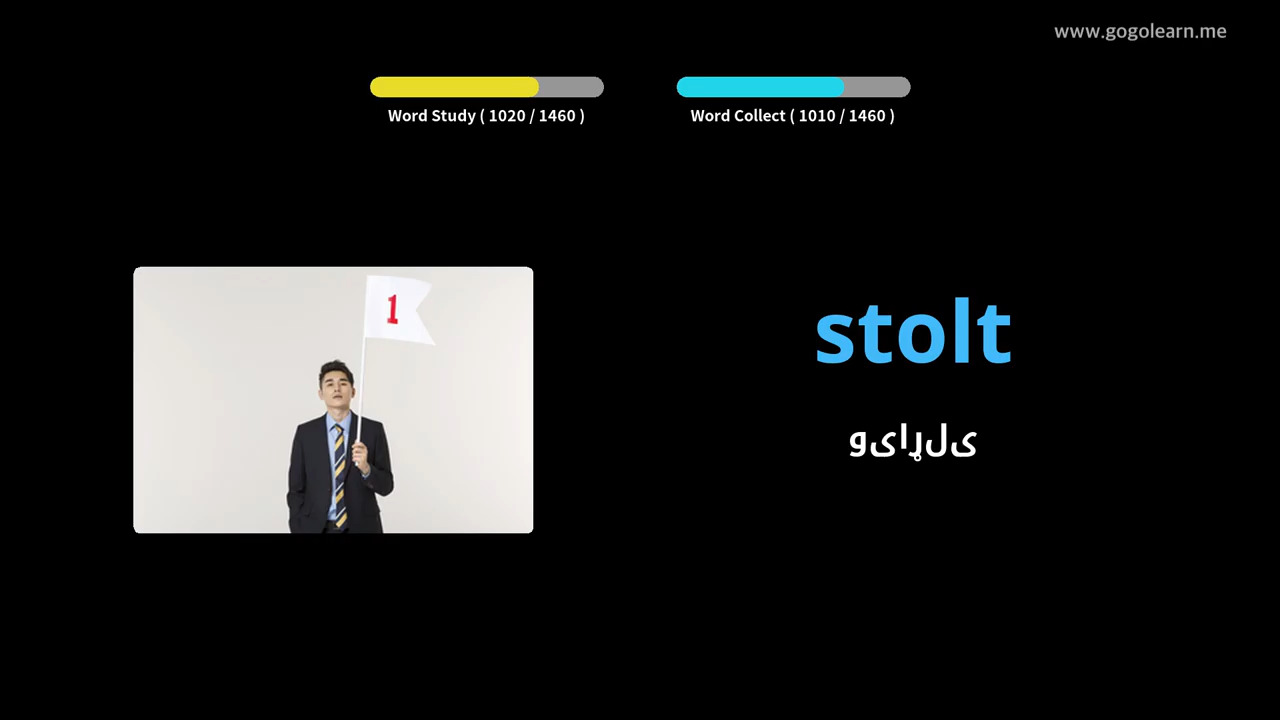 www.gogolearn.me
Word Study ( 1020 / 1460 )
Word Collect ( 1010 / 1460 )
1
stolt
ویاړلی